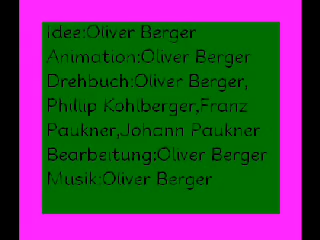 Idee:Oliver Berger
Animation:Oliver Berger
Drehbuch:Oliver Berger,
Phillip Kohlberger,Franz
Paukner,Johann Paukner
Bearbeitung:Oliver Berger
Musik:Oliver Berger